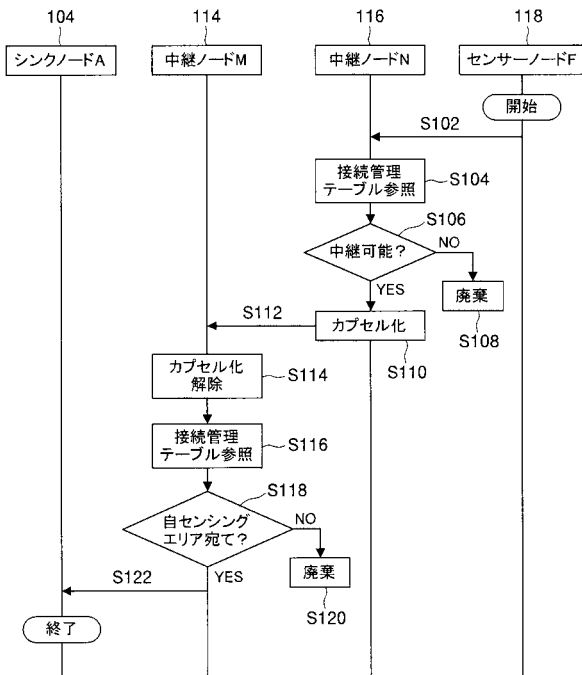 104
114
116
118
シンクノードA
中継ノードM
中継ノードN
センサーノードF
開始
S102
接続管理
テーブル参照
S104
S106
中継可能?
NO
YES
廃棄
S108
S112
カプセル化
S110
カプセル化
解除
S114
接続管理
テーブル参照
S116
S118
自センシング
エリア宛て?
NO
YES
廃棄
S120
S122
終了